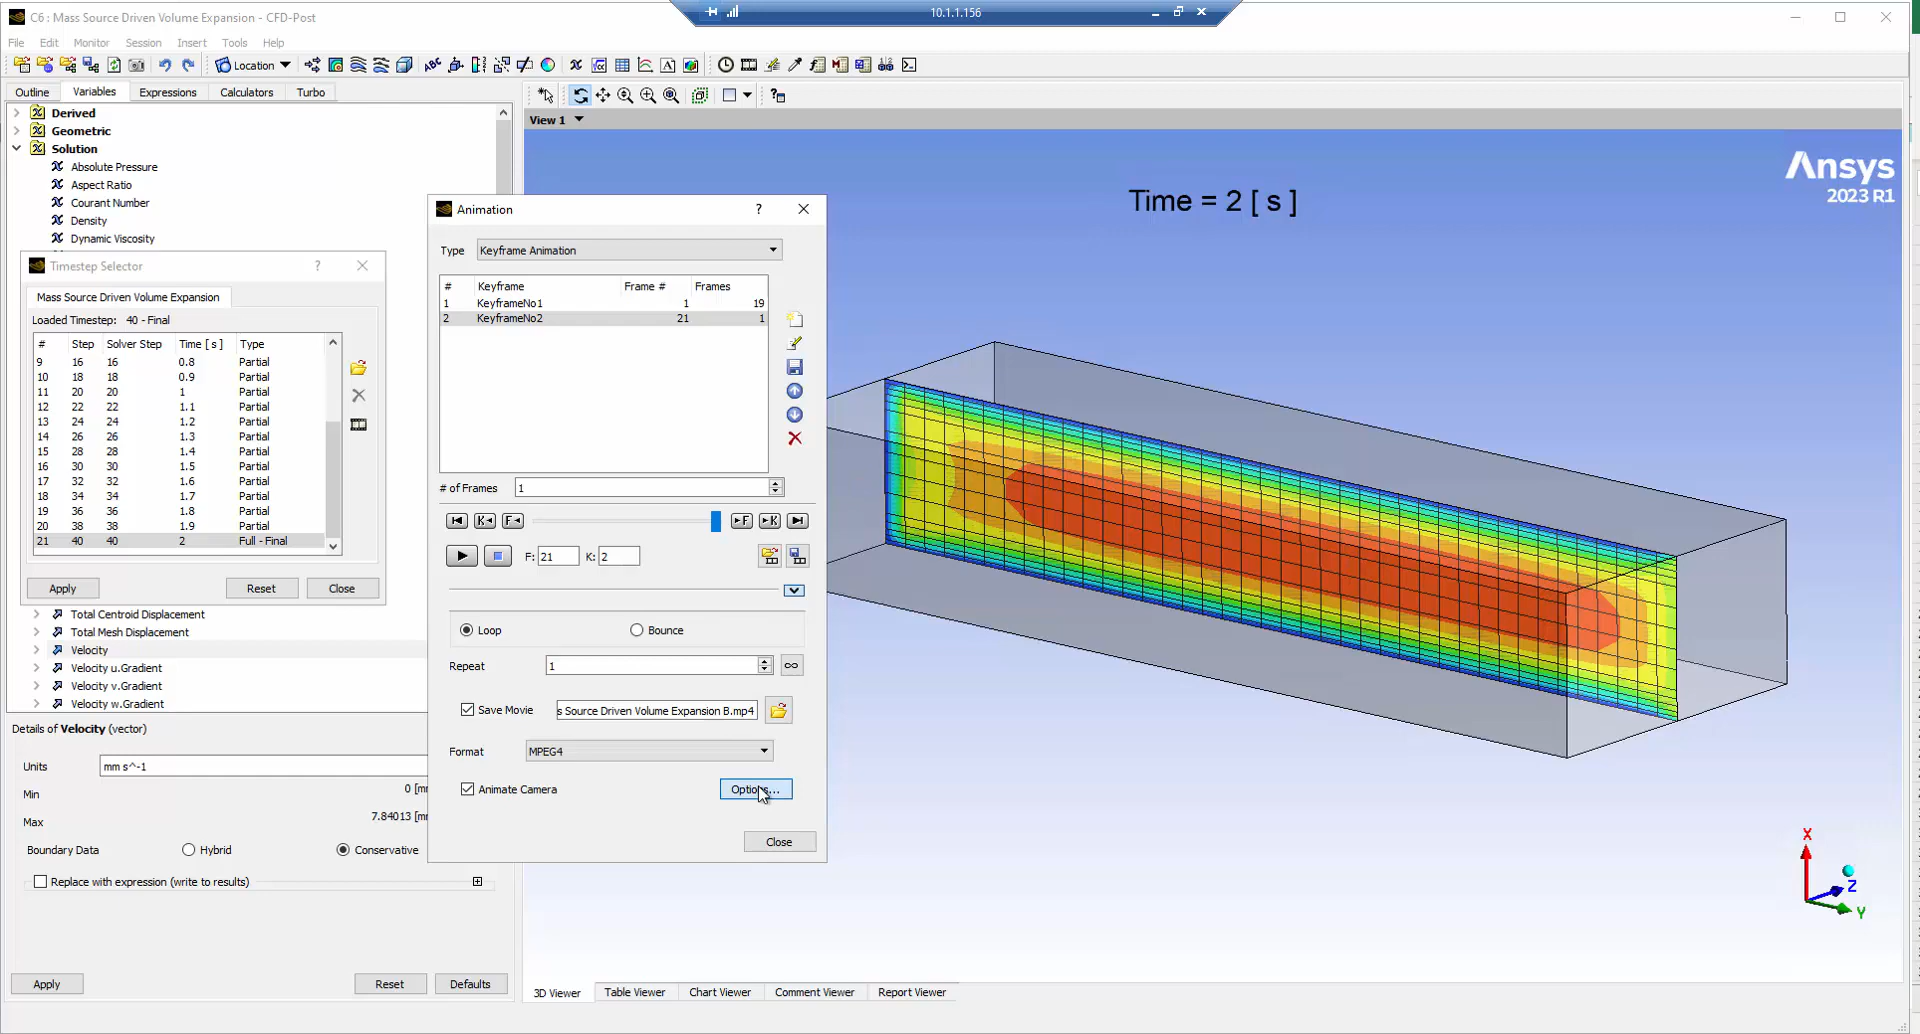 C6 : Mass Source Driven Volume Expansion - CFD-Post
10.1.1.156
File Edit Monitor Session Insert Tools Help
Location
Outline Variables Expressions Calculators Turbo
Derived
Geometric
Solution
Absolute Pressure
Aspect Ratio
Courant Number
Density
Dynamic Viscosity
Timestep Selector ?
Mass Source Driven Volume Expansion
Loaded Timestep: 40 - Final
# Step Solver Step Time [ s ] Type
9 16 16 0.8 Partial
10 18 18 0.9 Partial
11 20 20 1 Partial
12 22 22 1.1 Partial
13 24 24 1.2 Partial
14 26 26 1.3 Partial
15 28 28 1.4 Partial
16 30 30 1.5 Partial
17 32 32 1.6 Partial
18 34 34 1.7 Partial
19 36 36 1.8 Partial
20 38 38 1.9 Partial
21 40 40 2 Full - Final
Apply Reset Close
Total Centroid Displacement
Total Mesh Displacement
Velocity
Velocity u.Gradient
Velocity v.Gradient
Velocity w.Gradient
Details of Velocity (vector)
Units mm s^-1
Min 0 [m
Max 7.84013 [m
Boundary Data Hybrid Conservative
Replace with expression (write to results)
Apply Reset Defaults
Animation ?
Type Keyframe Animation
# Keyframe Frame # Frames
1 KeyframeNo1 1 19
2 KeyframeNo2 21 1
# of Frames 1
K F F K
F: 21 K: 2
Loop Bounce
Repeat 1
Save Movie s Source Driven Volume Expansion B.mp4
Format MPEG4
Animate Camera Options...
Close
View 1
Time = 2 [ s ]
Ansys
2023 R1
X
Z
Y
3D Viewer Table Viewer Chart Viewer Comment Viewer Report Viewer